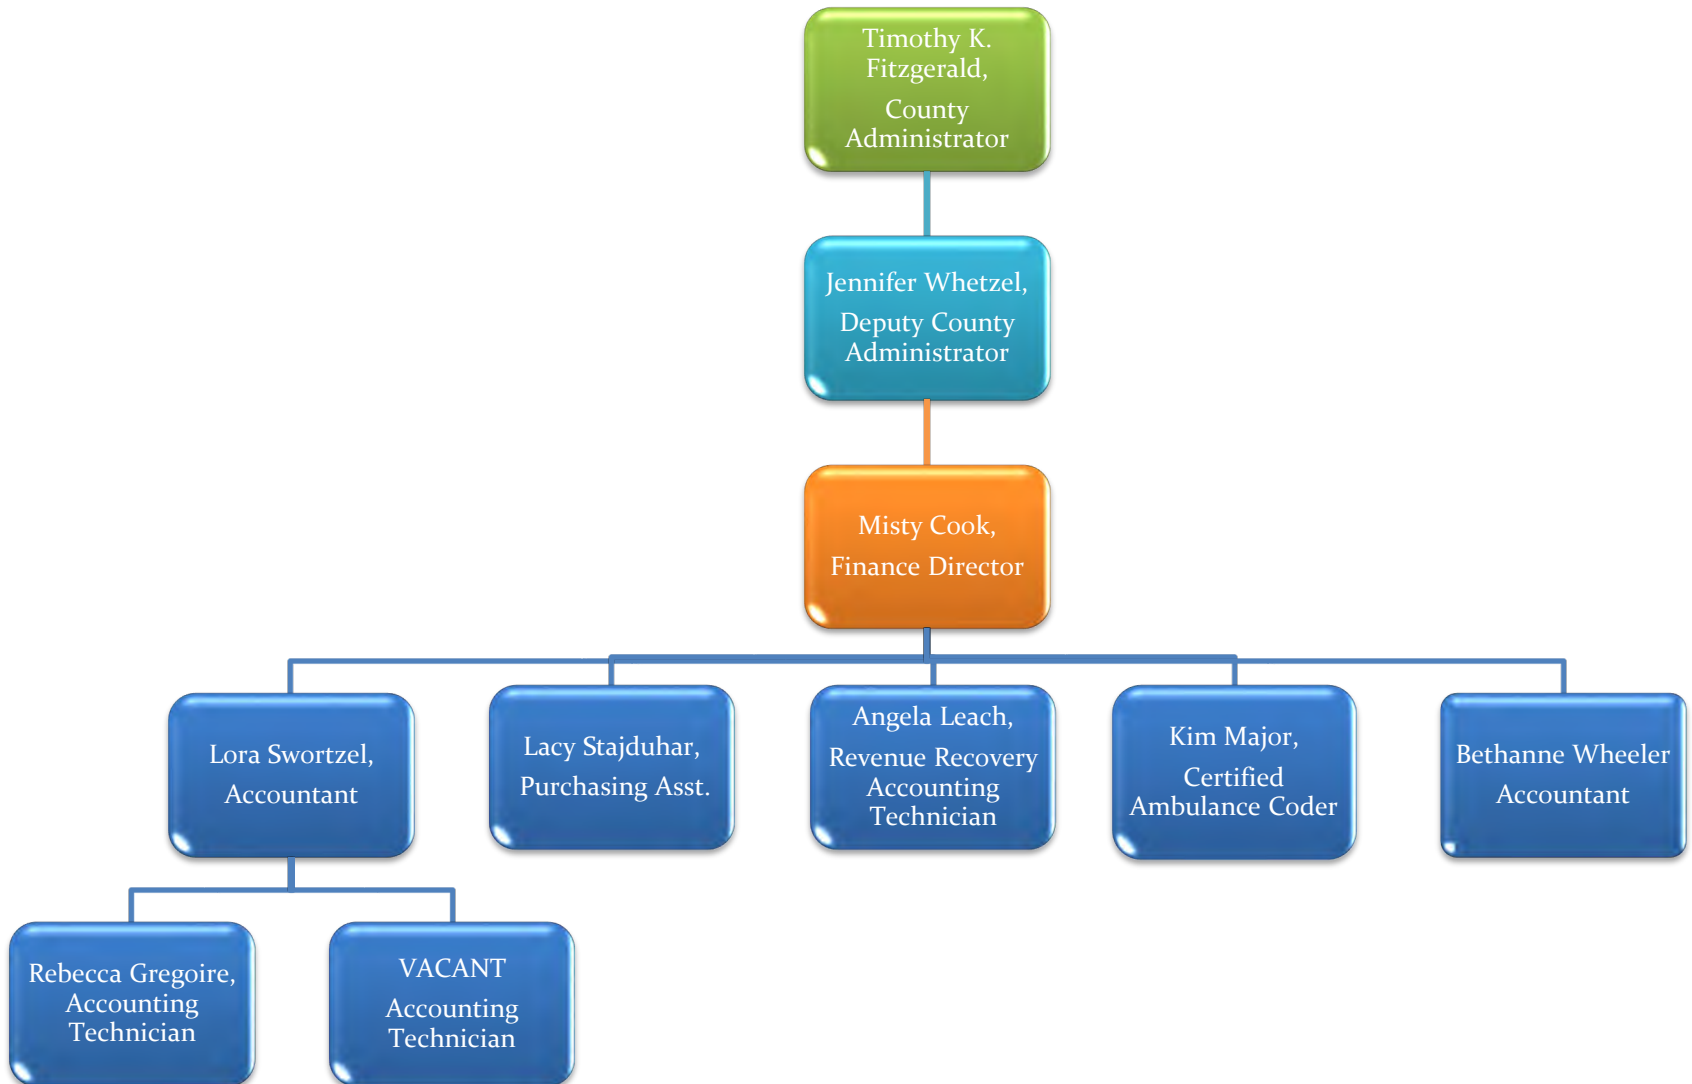 Timothy K.
Fitzgerald,
County
Administrator
Jennifer Whetzel,
Deputy County
Administrator
Misty Cook,
Finance Director
Lora Swortzel,
Accountant
Lacy Stajduhar,
Purchasing Asst.
Angela Leach,
Revenue Recovery
Accounting
Technician
Kim Major,
Certified
Ambulance Coder
Bethanne Wheeler
Accountant
Rebecca Gregoire,
Accounting
Technician
VACANT
Accounting
Technician